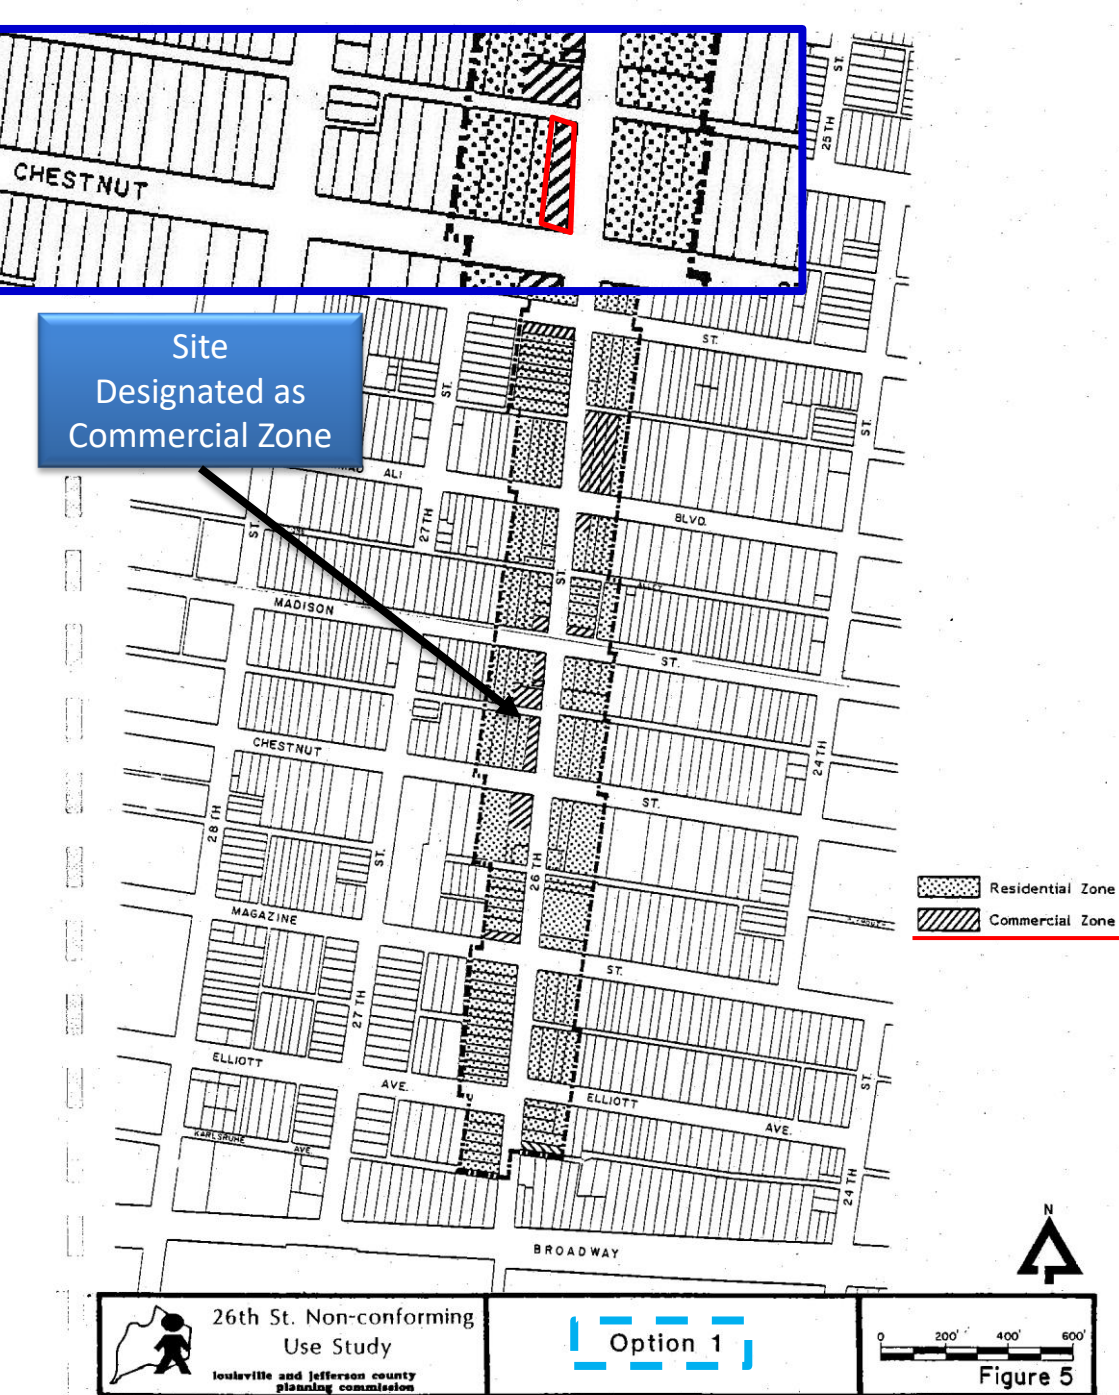 ST.
25TH
CHESTNUT
Site
Designated as
Commercial Zone
ST.
ST.
ST.
ALI
27TH
ST.
BLVD.
ST.
ALLEY
MADISON
ST.
CHESTNUT
24TH
ST.
28TH
ST.
26TH
Residential Zone
Commercial Zone
MAGAZINE
ST.
27TH
ELLIOTT
AVE.
ELLIOTT
AVE.
ST.
KARLSRUHE
AVE.
24TH
N
BROADWAY
26th St. Non-conforming
Use Study
louisville and jefferson county
planning commission
Option 1
0 200' 400' 600'
Figure 5